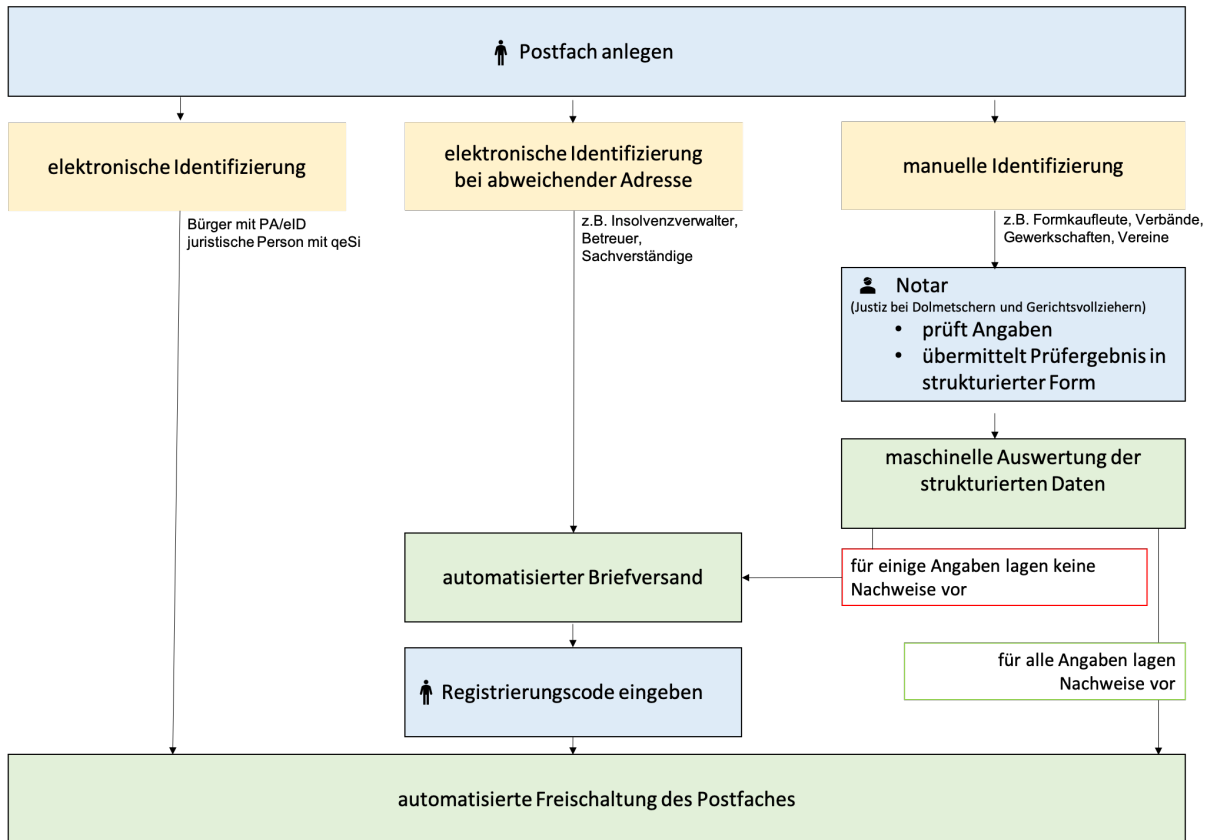 Postfach anlegen
elektronische Identifizierung
Bürger mit PA/eID
juristische Person mit qeSi
elektronische Identifizierung
bei abweichender Adresse
z.B. Insolvenzverwalter,
Betreuer,
Sachverständige
manuelle Identifizierung
z.B. Formkaufleute, Verbände,
Gewerkschaften, Vereine
Notar
(Justiz bei Dolmetschern und Gerichtsvollziehern)
• prüft Angaben
• übermittelt Prüfergebnis in
strukturierter Form
maschinelle Auswertung der
strukturierten Daten
für einige Angaben lagen keine
Nachweise vor
automatisierter Briefversand
für alle Angaben lagen
Nachweise vor
Registrierungscode eingeben
automatisierte Freischaltung des Postfaches